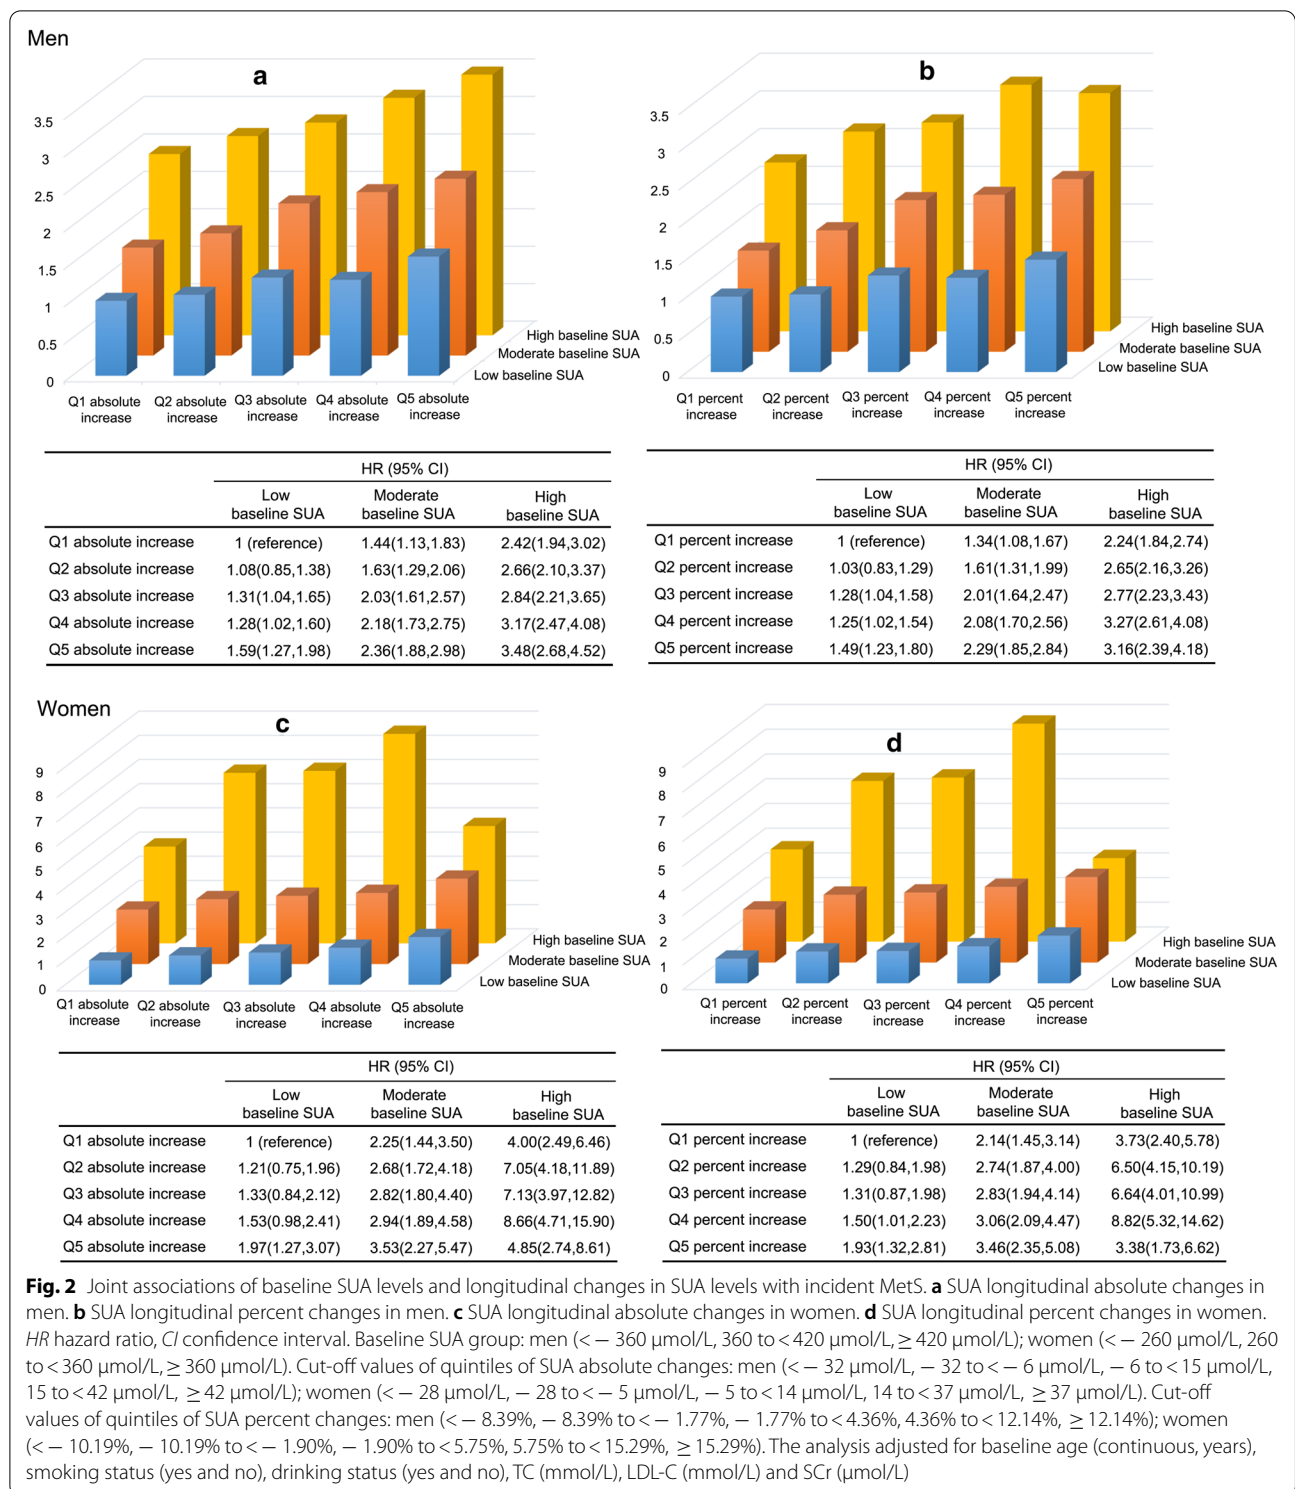 Men
a
3.5
3
2.5
2
1.5
1
0.5
0
High baseline SUA
Moderate baseline SUA
Low baseline SUA
Q1 absolute increase
Q2 absolute increase
Q3 absolute increase
Q4 absolute increase
Q5 absolute increase
b
3.5
3
2.5
2
1.5
1
0.5
0
High baseline SUA
Moderate baseline SUA
Low baseline SUA
Q1 percent increase
Q2 percent increase
Q3 percent increase
Q4 percent increase
Q5 percent increase
HR (95% CI)
Low baseline SUA Moderate baseline SUA High baseline SUA
Q1 absolute increase 1 (reference) 1.44(1.13,1.83) 2.42(1.94,3.02)
Q2 absolute increase 1.08(0.85,1.38) 1.63(1.29,2.06) 2.66(2.10,3.37)
Q3 absolute increase 1.31(1.04,1.65) 2.03(1.61,2.57) 2.84(2.21,3.65)
Q4 absolute increase 1.28(1.02,1.60) 2.18(1.73,2.75) 3.17(2.47,4.08)
Q5 absolute increase 1.59(1.27,1.98) 2.36(1.88,2.98) 3.48(2.68,4.52)
HR (95% CI)
Low baseline SUA Moderate baseline SUA High baseline SUA
Q1 percent increase 1 (reference) 1.34(1.08,1.67) 2.24(1.84,2.74)
Q2 percent increase 1.03(0.83,1.29) 1.61(1.31,1.99) 2.65(2.16,3.26)
Q3 percent increase 1.28(1.04,1.58) 2.01(1.64,2.47) 2.77(2.23,3.43)
Q4 percent increase 1.25(1.02,1.54) 2.08(1.70,2.56) 3.27(2.61,4.08)
Q5 percent increase 1.49(1.23,1.80) 2.29(1.85,2.84) 3.16(2.39,4.18)
Women
c
9
8
7
6
5
4
3
2
1
0
High baseline SUA
Moderate baseline SUA
Low baseline SUA
Q1 absolute increase
Q2 absolute increase
Q3 absolute increase
Q4 absolute increase
Q5 absolute increase
d
9
8
7
6
5
4
3
2
1
0
High baseline SUA
Moderate baseline SUA
Low baseline SUA
Q1 percent increase
Q2 percent increase
Q3 percent increase
Q4 percent increase
Q5 percent increase
HR (95% CI)
Low baseline SUA Moderate baseline SUA High baseline SUA
Q1 absolute increase 1 (reference) 2.25(1.44,3.50) 4.00(2.49,6.46)
Q2 absolute increase 1.21(0.75,1.96) 2.68(1.72,4.18) 7.05(4.18,11.89)
Q3 absolute increase 1.33(0.84,2.12) 2.82(1.80,4.40) 7.13(3.97,12.82)
Q4 absolute increase 1.53(0.98,2.41) 2.94(1.89,4.58) 8.66(4.71,15.90)
Q5 absolute increase 1.97(1.27,3.07) 3.53(2.27,5.47) 4.85(2.74,8.61)
HR (95% CI)
Low baseline SUA Moderate baseline SUA High baseline SUA
Q1 percent increase 1 (reference) 2.14(1.45,3.14) 3.73(2.40,5.78)
Q2 percent increase 1.29(0.84,1.98) 2.74(1.87,4.00) 6.50(4.15,10.19)
Q3 percent increase 1.31(0.87,1.98) 2.83(1.94,4.14) 6.64(4.01,10.99)
Q4 percent increase 1.50(1.01,2.23) 3.06(2.09,4.47) 8.82(5.32,14.62)
Q5 percent increase 1.93(1.32,2.81) 3.46(2.35,5.08) 3.38(1.73,6.62)
Fig. 2 Joint associations of baseline SUA levels and longitudinal changes in SUA levels with incident MetS. a SUA longitudinal absolute changes in
men. b SUA longitudinal percent changes in men. c SUA longitudinal absolute changes in women. d SUA longitudinal percent changes in women.
HR hazard ratio, CI confidence interval. Baseline SUA group: men (< − 360 μmol/L, 360 to < 420 μmol/L, ≥ 420 μmol/L); women (< − 260 μmol/L, 260
to < 360 μmol/L, ≥ 360 μmol/L). Cut-off values of quintiles of SUA absolute changes: men (< − 32 μmol/L, − 32 to < − 6 μmol/L, − 6 to < 15 μmol/L,
15 to < 42 μmol/L, ≥ 42 μmol/L); women (< − 28 μmol/L, − 28 to < − 5 μmol/L, − 5 to < 14 μmol/L, 14 to < 37 μmol/L, ≥ 37 μmol/L). Cut-off
values of quintiles of SUA percent changes: men (< − 8.39%, − 8.39% to < − 1.77%, − 1.77% to < 4.36%, 4.36% to < 12.14%, ≥ 12.14%); women
(< − 10.19%, − 10.19% to < − 1.90%, − 1.90% to < 5.75%, 5.75% to < 15.29%, ≥ 15.29%). The analysis adjusted for baseline age (continuous, years),
smoking status (yes and no), drinking status (yes and no), TC (mmol/L), LDL-C (mmol/L) and SCr (μmol/L)